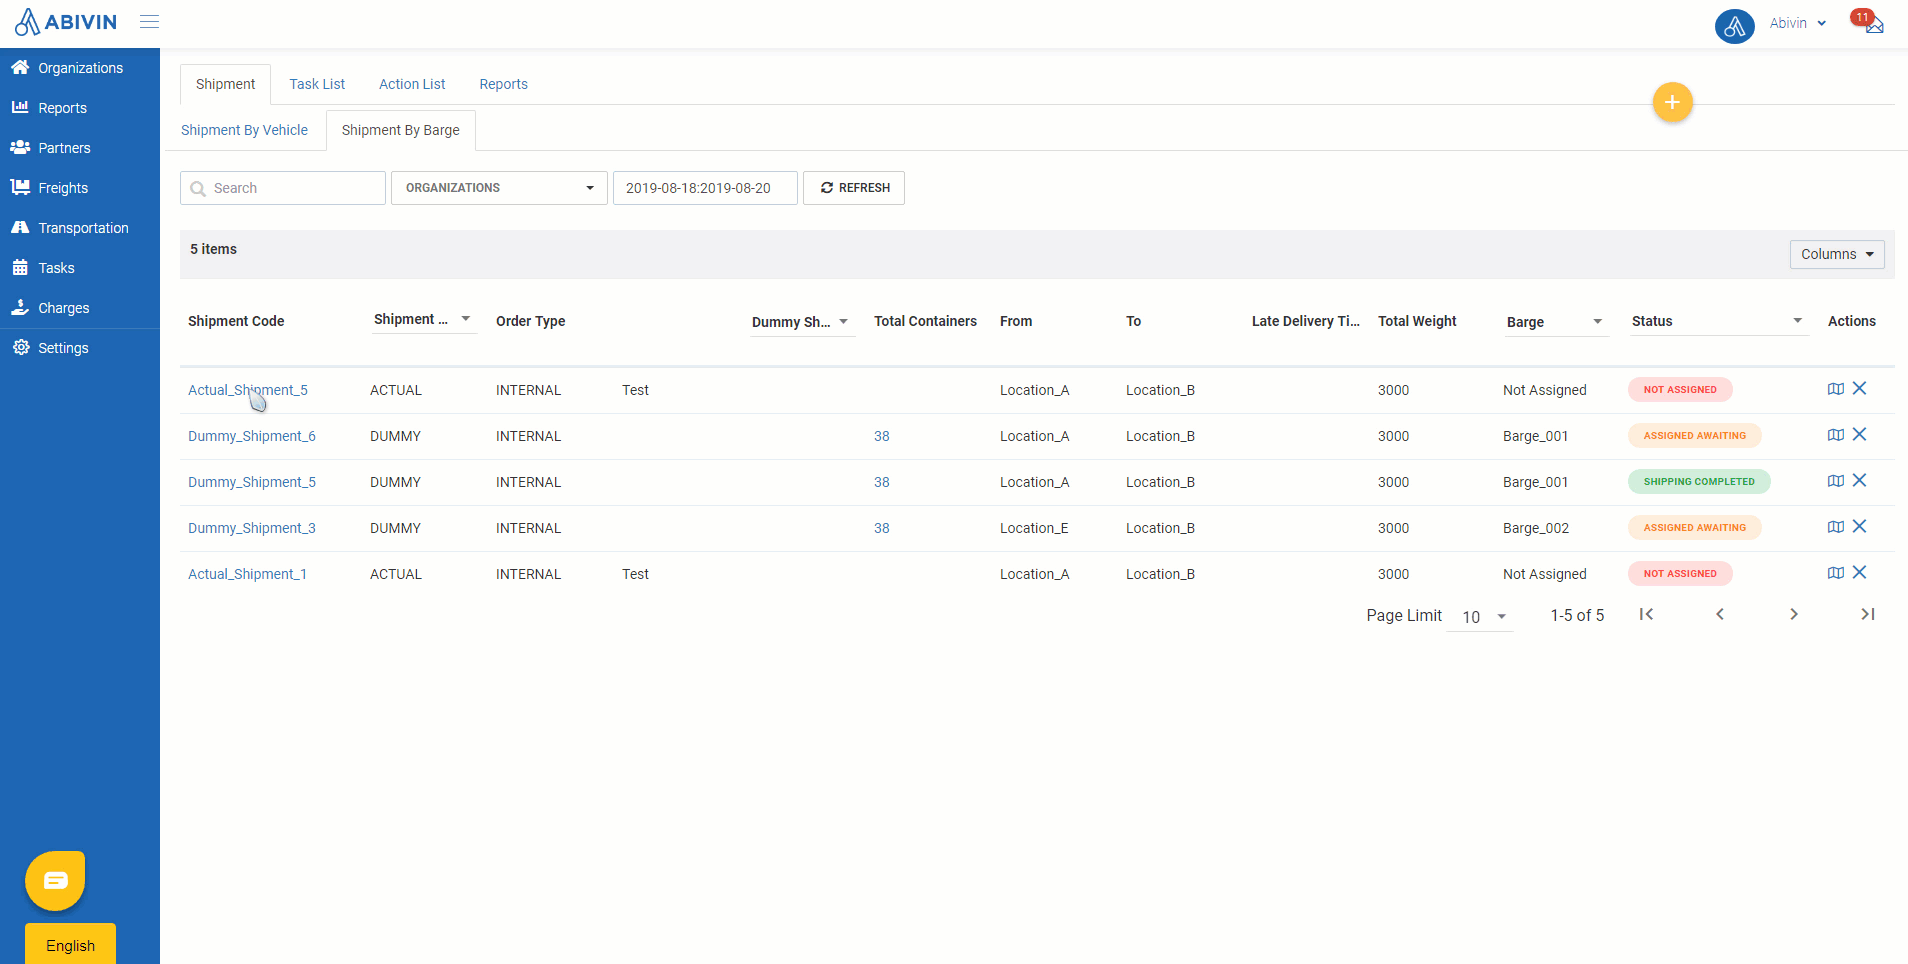 ABIVIN
Abivin
11
Organizations
Reports
Partners
Freights
Transportation
Tasks
Charges
Settings
English
Shipment Task List Action List Reports
Shipment By Vehicle Shipment By Barge
Search ORGANIZATIONS 2019-08-18:2019-08-20 REFRESH
5 items Columns
Shipment Code Shipment ... Order Type Dummy Sh... Total Containers From To Late Delivery Ti... Total Weight Barge Status Actions
Actual_Shipment_5 ACTUAL INTERNAL Test Location_A Location_B 3000 Not Assigned NOT ASSIGNED
Dummy_Shipment_6 DUMMY INTERNAL 38 Location_A Location_B 3000 Barge_001 ASSIGNED AWAITING
Dummy_Shipment_5 DUMMY INTERNAL 38 Location_A Location_B 3000 Barge_001 SHIPPING COMPLETED
Dummy_Shipment_3 DUMMY INTERNAL 38 Location_E Location_B 3000 Barge_002 ASSIGNED AWAITING
Actual_Shipment_1 ACTUAL INTERNAL Test Location_A Location_B 3000 Not Assigned NOT ASSIGNED
Page Limit 10 1-5 of 5